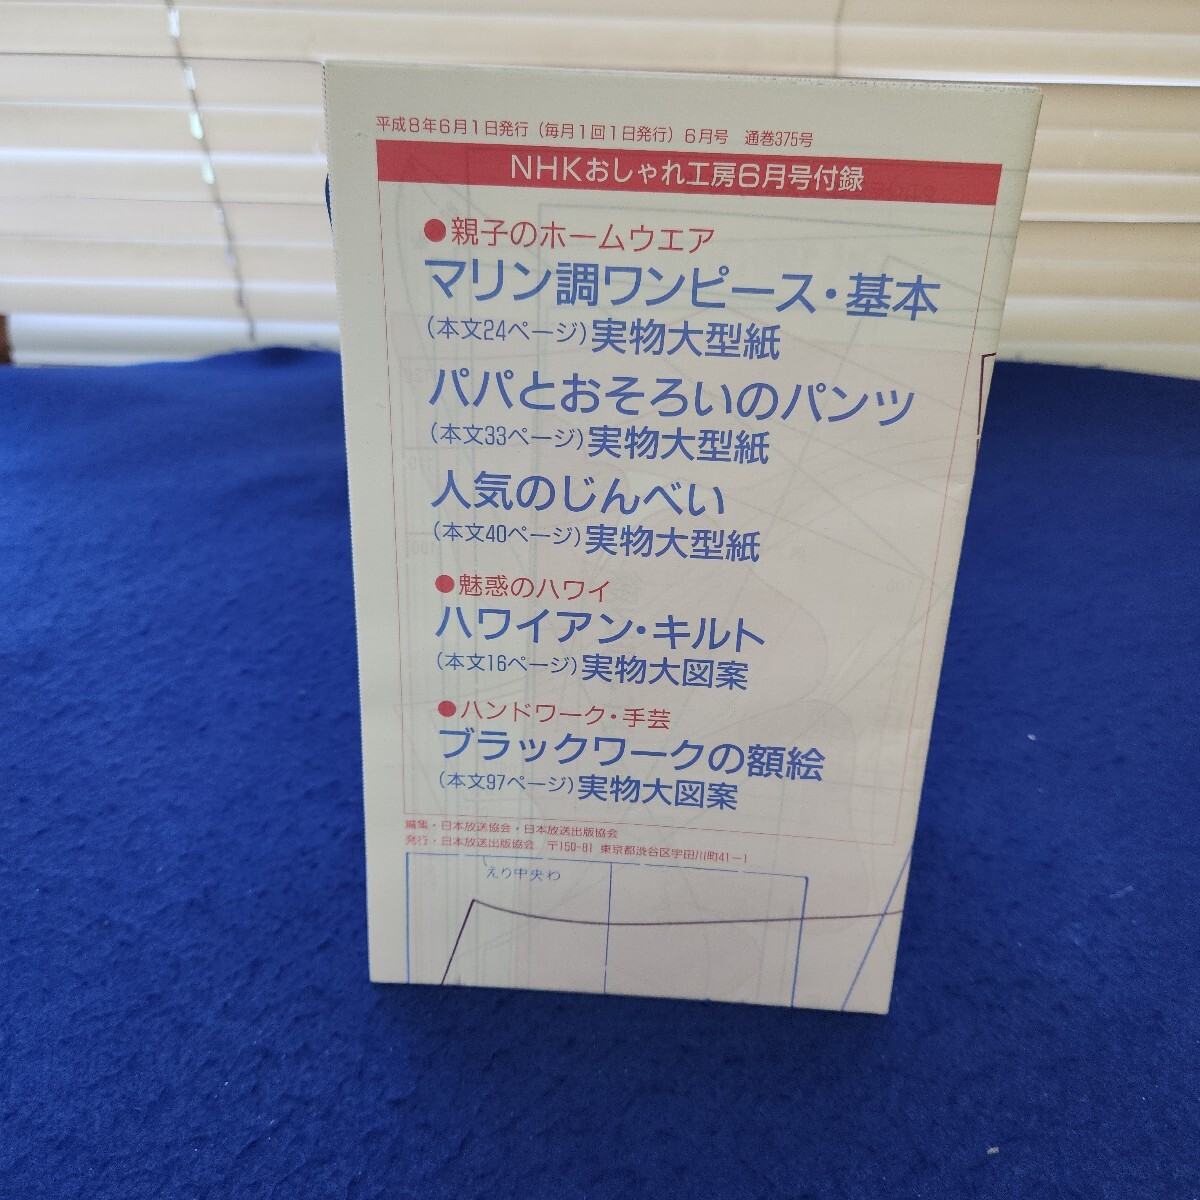 平成8年6月1日発行（毎月1回1日発行）6月号　通巻375号
NHKおしゃれ工房6月号付録
●親子のホームウエア
マリン調ワンピース・基本
（本文24ページ）実物大型紙
パパとおそろいのパンツ
（本文33ページ）実物大型紙
人気のじんべい
（本文40ページ）実物大型紙
●魅惑のハワイ
ハワイアン・キルト
（本文16ページ）実物大図案
●ハンドワーク・手芸
ブラックワークの額絵
（本文97ページ）実物大図案
編集・日本放送協会・日本放送出版協会
発行・日本放送出版協会　〒150-81　東京都渋谷区宇田川町41－1
えり中央わ